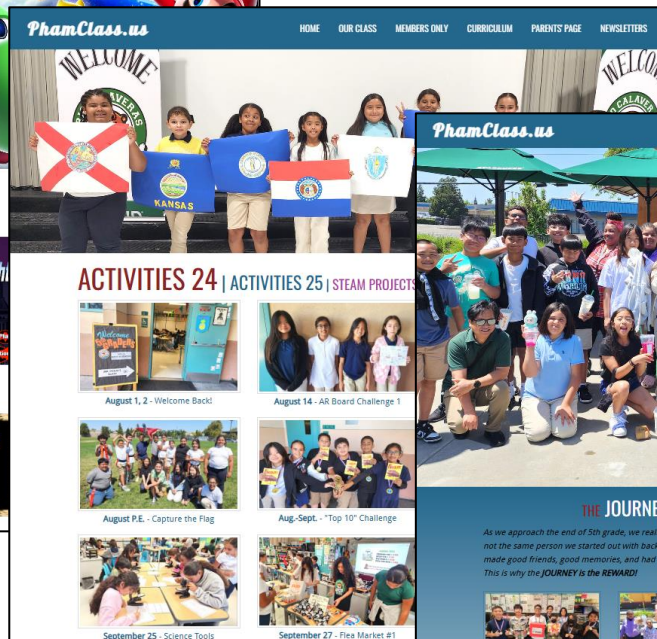 PhamClass.us
HOME OUR CLASS MEMBERS ONLY CURRICULUM PARENTS' PAGE NEWSLETTERS
WELCOME
KANSAS
ACTIVITIES 24 | ACTIVITIES 25 | STEAM PROJECTS
August 1, 2 - Welcome Back!
August 14 - AR Board Challenge 1
August P.E. - Capture the Flag
Aug.-Sept. - "Top 10" Challenge
September 25 - Science Tools
September 27 - Flea Market #1
PhamClass.us
THE JOURNE
As we approach the end of 5th grade, we real
not the same person we started out with back
made good friends, good memories, and had
This is why the JOURNEY is the REWARD!